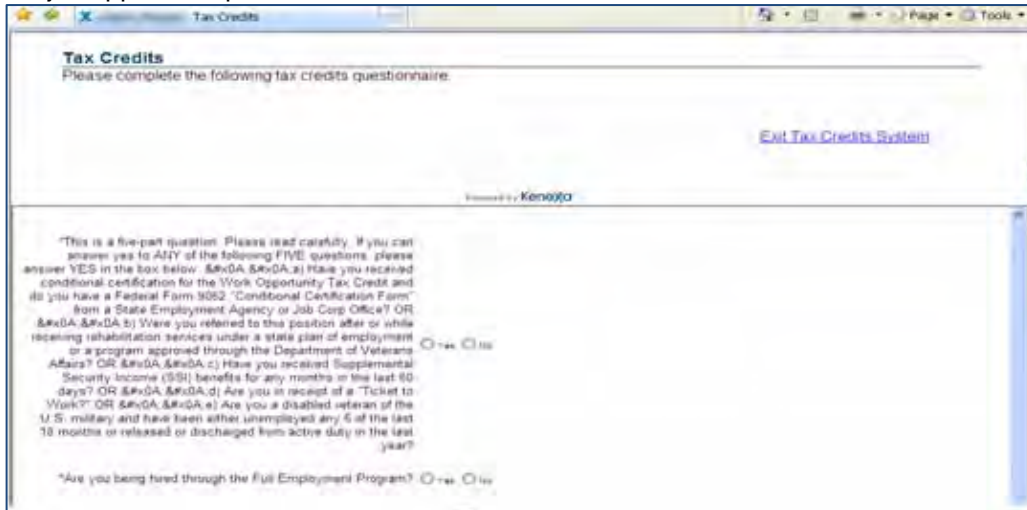 Tax Credits
Page Tools
Tax Credits
Please complete the following tax credits questionnaire.
Exit Tax Credits System
Powered by Kenexa
*This is a five-part question. Please read carefully. If you can
answer yes to ANY of the following FIVE questions, please
answer YES in the box below. &#x0A;&#x0A;a) Have you received
conditional certification for the Work Opportunity Tax Credit and
do you have a Federal Form 9062 "Conditional Certification Form"
from a State Employment Agency or Job Corp Office? OR
&#x0A;&#x0A;b) Were you referred to this position after or while
receiving rehabilitation services under a state plan of employment
or a program approved through the Department of Veterans
Affairs? OR &#x0A;&#x0A;c) Have you received Supplemental
Security Income (SSI) benefits for any months in the last 60
days? OR &#x0A;&#x0A;d) Are you in receipt of a "Ticket to
Work?" OR &#x0A;&#x0A;e) Are you a disabled veteran of the
U.S. military and have been either unemployed any 6 of the last
18 months or released or discharged from active duty in the last
year?
Yes No
*Are you being hired through the Full Employment Program? Yes No